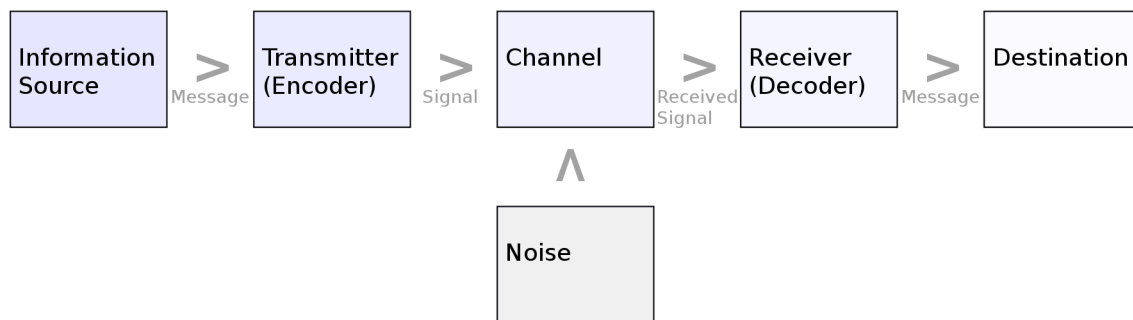 Information
Source
>
Message
Transmitter
(Encoder)
>
Signal
Channel
>
Received
Signal
Receiver
(Decoder)
>
Message
Destination
>
Noise